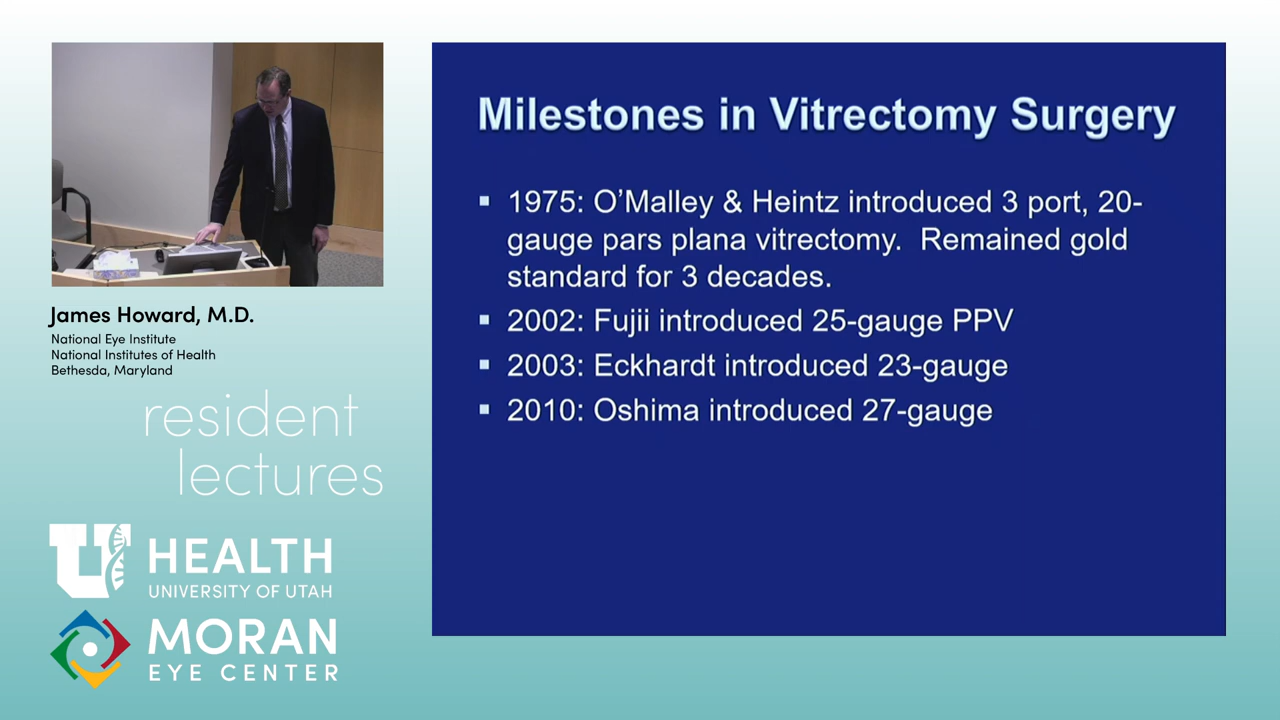 Milestones in Vitrectomy Surgery
▪ 1975: O’Malley & Heintz introduced 3 port, 20-
gauge pars plana vitrectomy.  Remained gold
standard for 3 decades.
▪ 2002: Fujii introduced 25-gauge PPV
▪ 2003: Eckhardt introduced 23-gauge
▪ 2010: Oshima introduced 27-gauge
James Howard, M.D.
National Eye Institute
National Institutes of Health
Bethesda, Maryland
resident
lectures
U HEALTH
UNIVERSITY OF UTAH
MORAN
EYE CENTER